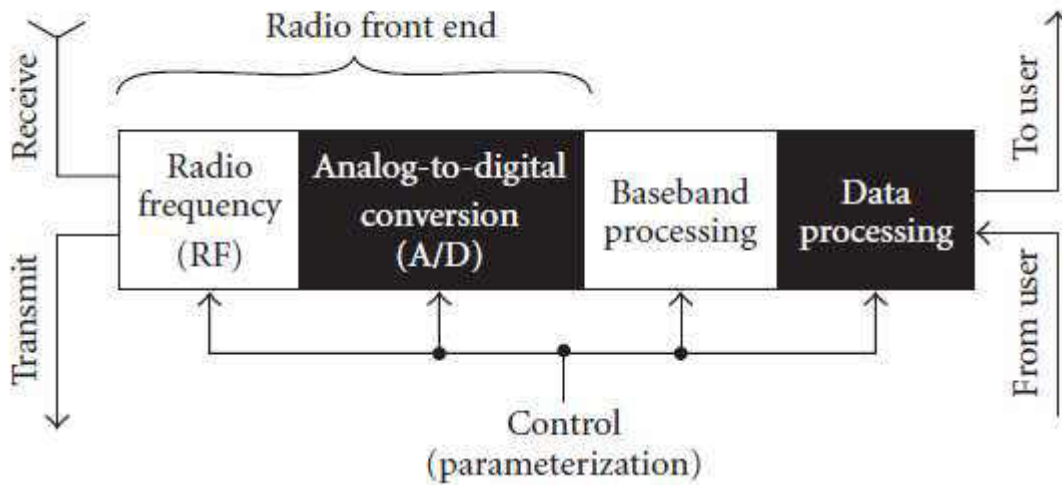 Radio front end
Receive
Transmit
Radio
frequency
(RF)
Analog-to-digital
conversion
(A/D)
Baseband
processing
Data
processing
To user
From user
Control
(parameterization)